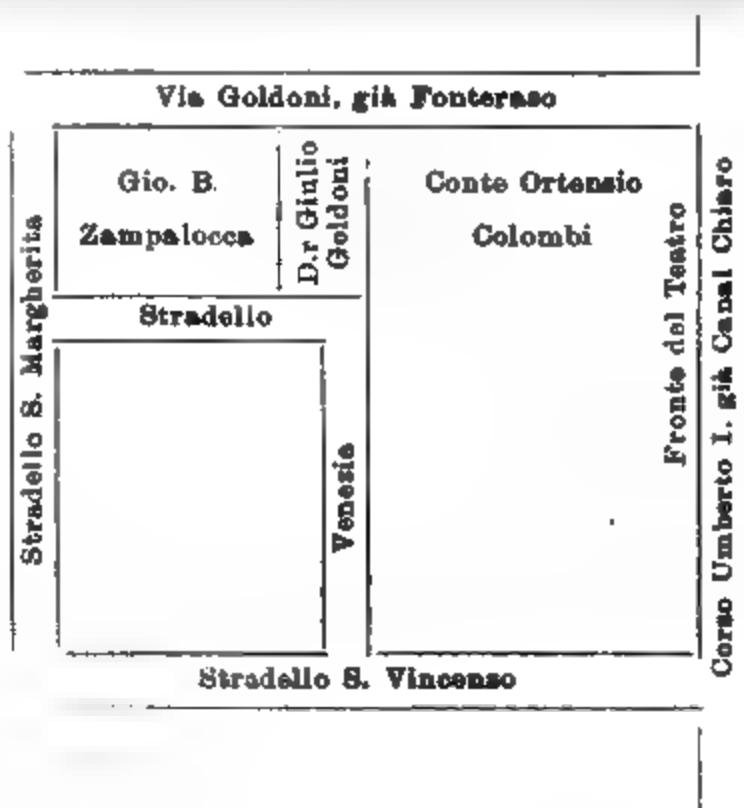 Via Goldoni, già Fonteraso
Gio. B.
Zampalocca
D.r Giulio
Goldoni
Conte Ortensio
Colombi
Stradello
Stradello S. Margherita
Venezia
Fronte del Teatro
Corso Umberto I. già Canal Chiaro
Stradello S. Vincenzo